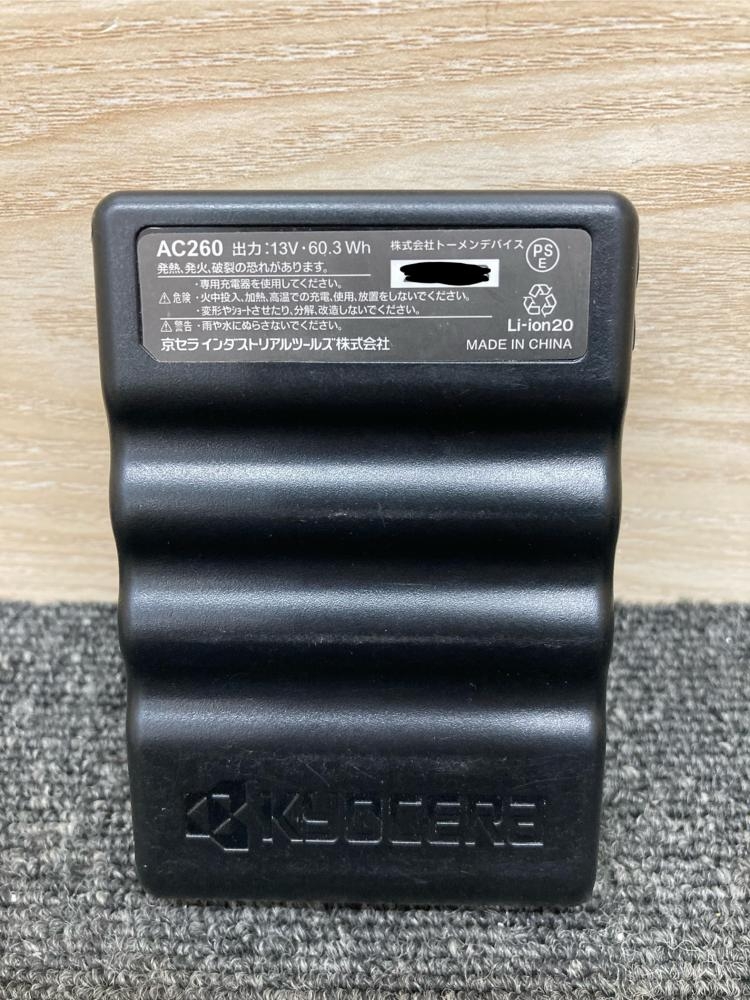 AC260 出力:13V・60.3 Wh 株式会社トーメンデバイス PSE
発熱、発火、破裂の恐れがあります。
・専用充電器を使用してください。
危険・火中投入、加熱、高温での充電、使用、放置をしないでください。
・変形やショートさせたり、分解、改造しないでください。
警告・雨や水にぬらさないでください。
Li-ion20
京セラインダストリアルツールズ株式会社 MADE IN CHINA
KYOCERA